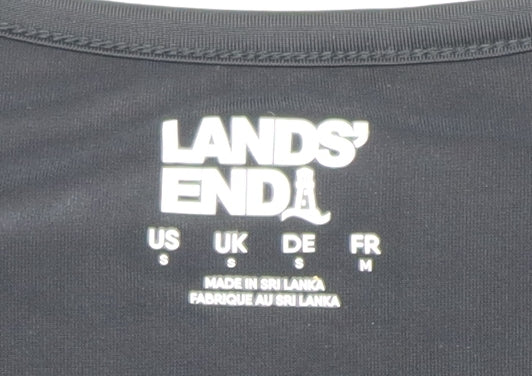 LANDS'
END
US UK DE FR
S S S M
MADE IN SRI LANKA
FABRIQUE AU SRI LANKA